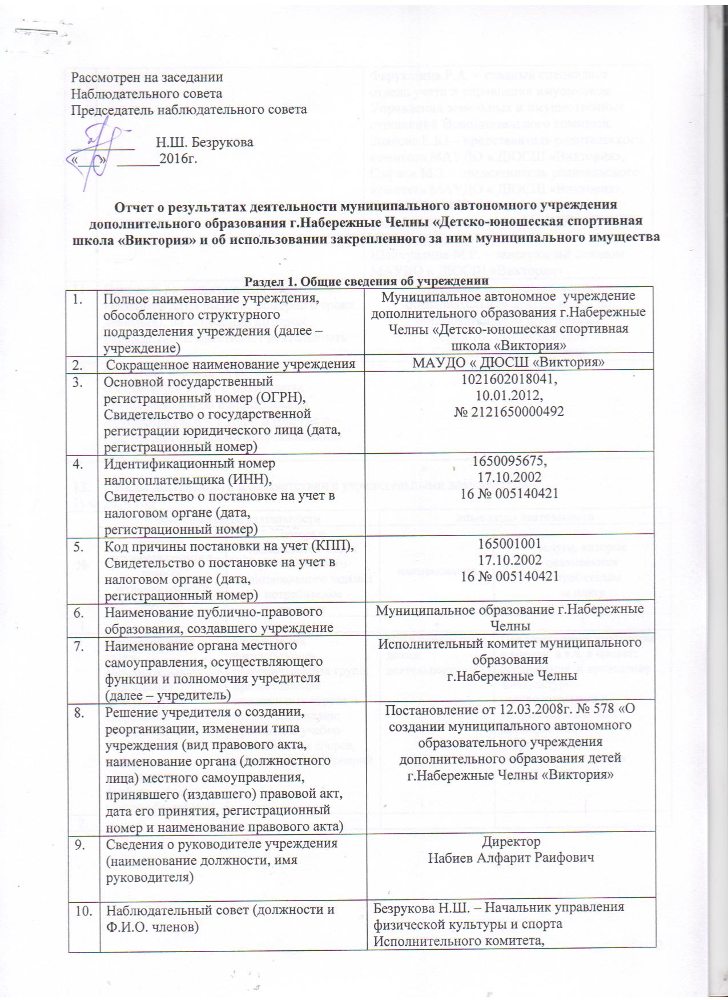 Рассмотрен на заседании
Наблюдательного совета
Председатель наблюдательного совета
_________ Н.Ш. Безрукова
«___» ______2016г.
Отчет о результатах деятельности муниципального автономного учреждения
дополнительного образования г.Набережные Челны «Детско-юношеская спортивная
школа «Виктория» и об использовании закрепленного за ним муниципального имущества
Раздел 1. Общие сведения об учреждении
1.
Полное наименование учреждения,
обособленного структурного
подразделения учреждения (далее –
учреждение)
Муниципальное автономное учреждение
дополнительного образования г.Набережные
Челны «Детско-юношеская спортивная
школа «Виктория»
2.
Сокращенное наименование учреждения
МАУДО « ДЮСШ «Виктория»
3.
Основной государственный
регистрационный номер (ОГРН),
Свидетельство о государственной
регистрации юридического лица (дата,
регистрационный номер)
1021602018041,
10.01.2012,
№ 2121650000492
4.
Идентификационный номер
налогоплательщика (ИНН),
Свидетельство о постановке на учет в
налоговом органе (дата,
регистрационный номер)
1650095675,
17.10.2002
16 № 005140421
5.
Код причины постановки на учет (КПП),
Свидетельство о постановке на учет в
налоговом органе (дата,
регистрационный номер)
165001001
17.10.2002
16 № 005140421
6.
Наименование публично-правового
образования, создавшего учреждение
Муниципальное образование г.Набережные
Челны
7.
Наименование органа местного
самоуправления, осуществляющего
функции и полномочия учредителя
(далее – учредитель)
Исполнительный комитет муниципального
образования
г.Набережные Челны
8.
Решение учредителя о создании,
реорганизации, изменении типа
учреждения (вид правового акта,
наименование органа (должностного
лица) местного самоуправления,
принявшего (издавшего) правовой акт,
дата его принятия, регистрационный
номер и наименование правового акта)
Постановление от 12.03.2008г. № 578 «О
создании муниципального автономного
образовательного учреждения
дополнительного образования детей
г.Набережные Челны «Виктория»
9.
Сведения о руководителе учреждения
(наименование должности, имя
руководителя)
Директор
Набиев Алфарит Раифович
10.
Наблюдательный совет (должности и
Ф.И.О. членов)
Безрукова Н.Ш. – Начальник управления
физической культуры и спорта
Исполнительного комитета,